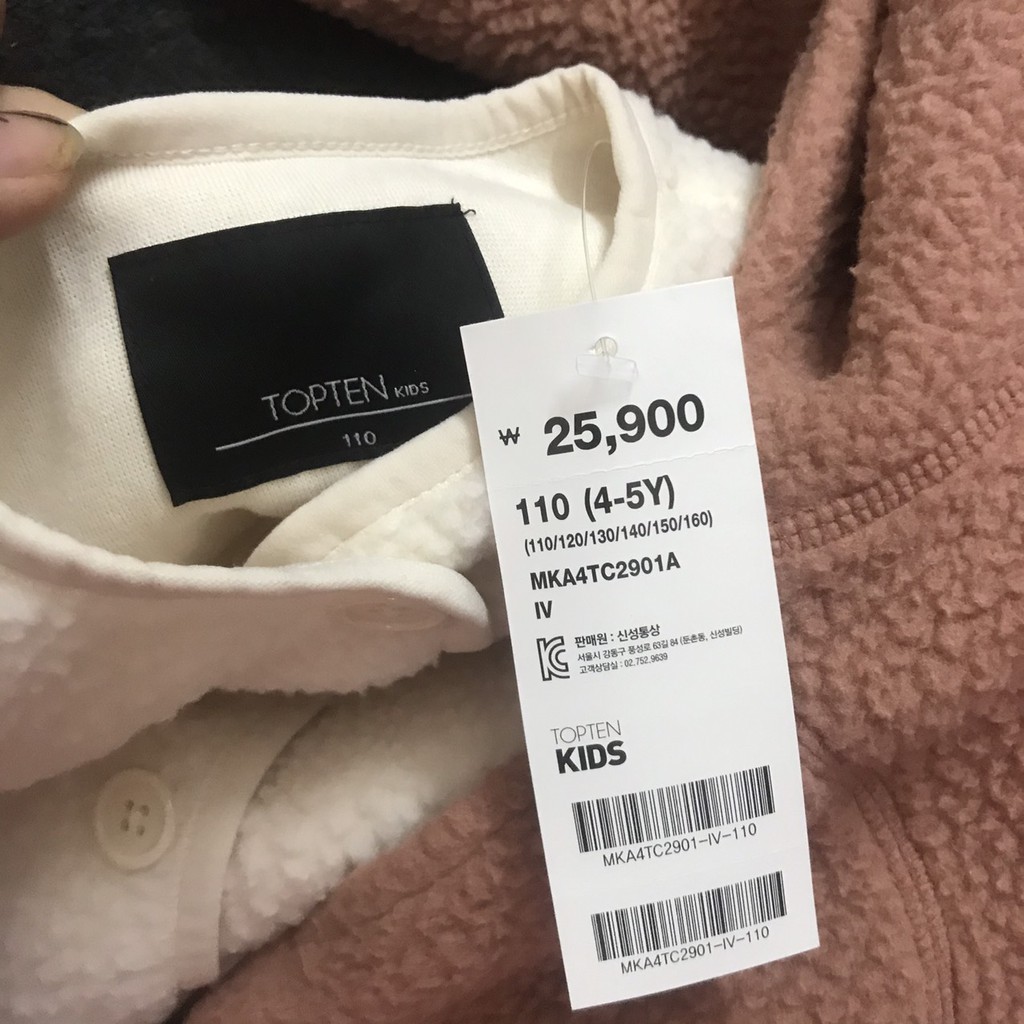 TOPTEN KIDS
110
₩ 25,900
110 (4-5Y)
(110/120/130/140/150/160)
MKA4TC2901A
IV
판매원 : 신성통상
서울시 강동구 풍성로 63길 84 (둔촌동, 신성빌딩)
고객상담실 : 02.752.9639
TOPTEN
KIDS
MKA4TC2901-IV-110
MKA4TC2901-IV-110